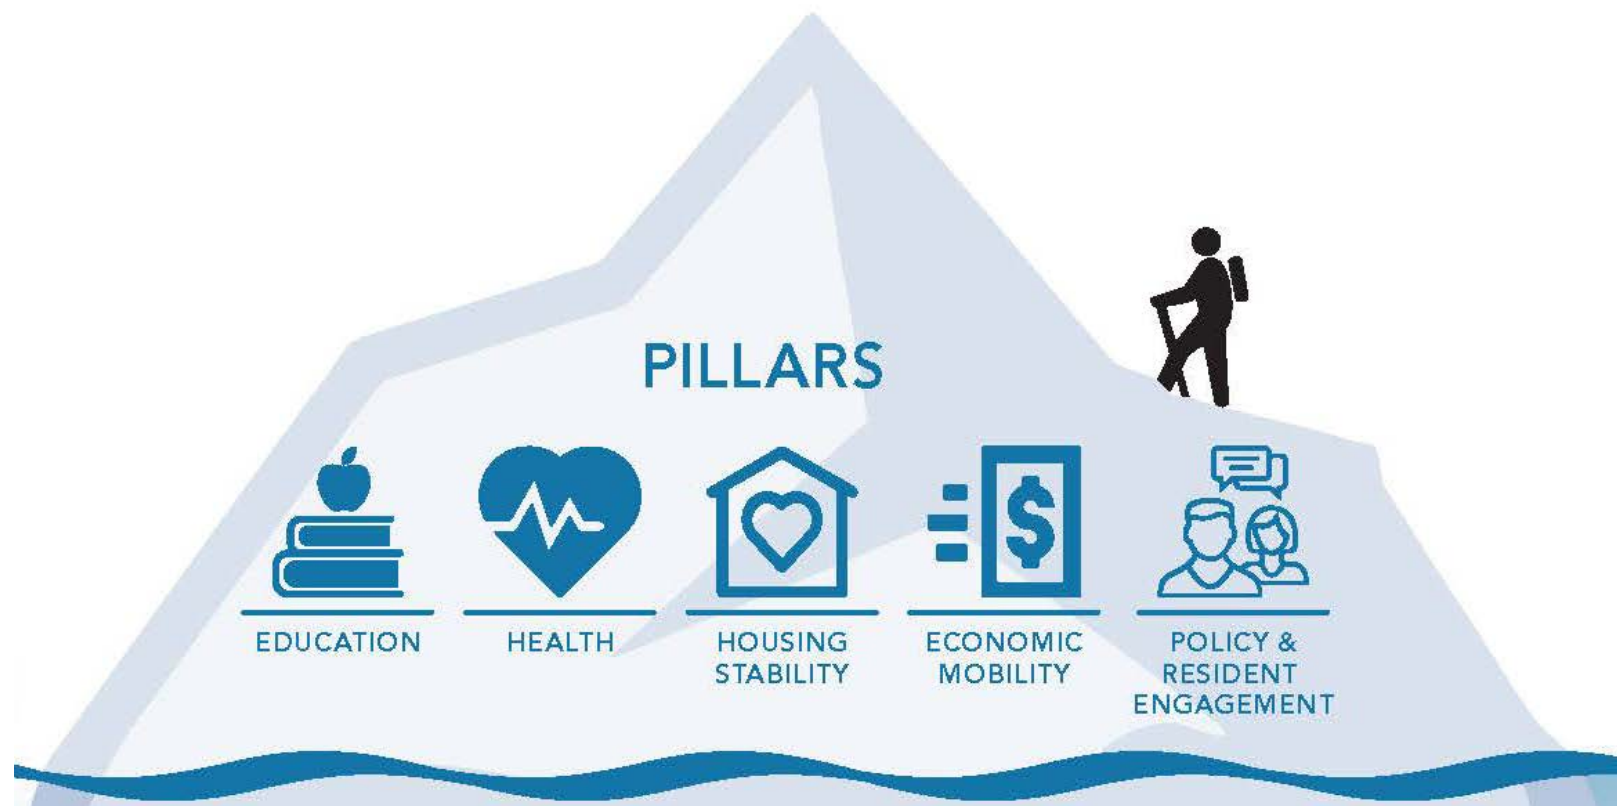 PILLARS
$
EDUCATION
HEALTH
HOUSING
STABILITY
ECONOMIC
MOBILITY
POLICY &
RESIDENT
ENGAGEMENT